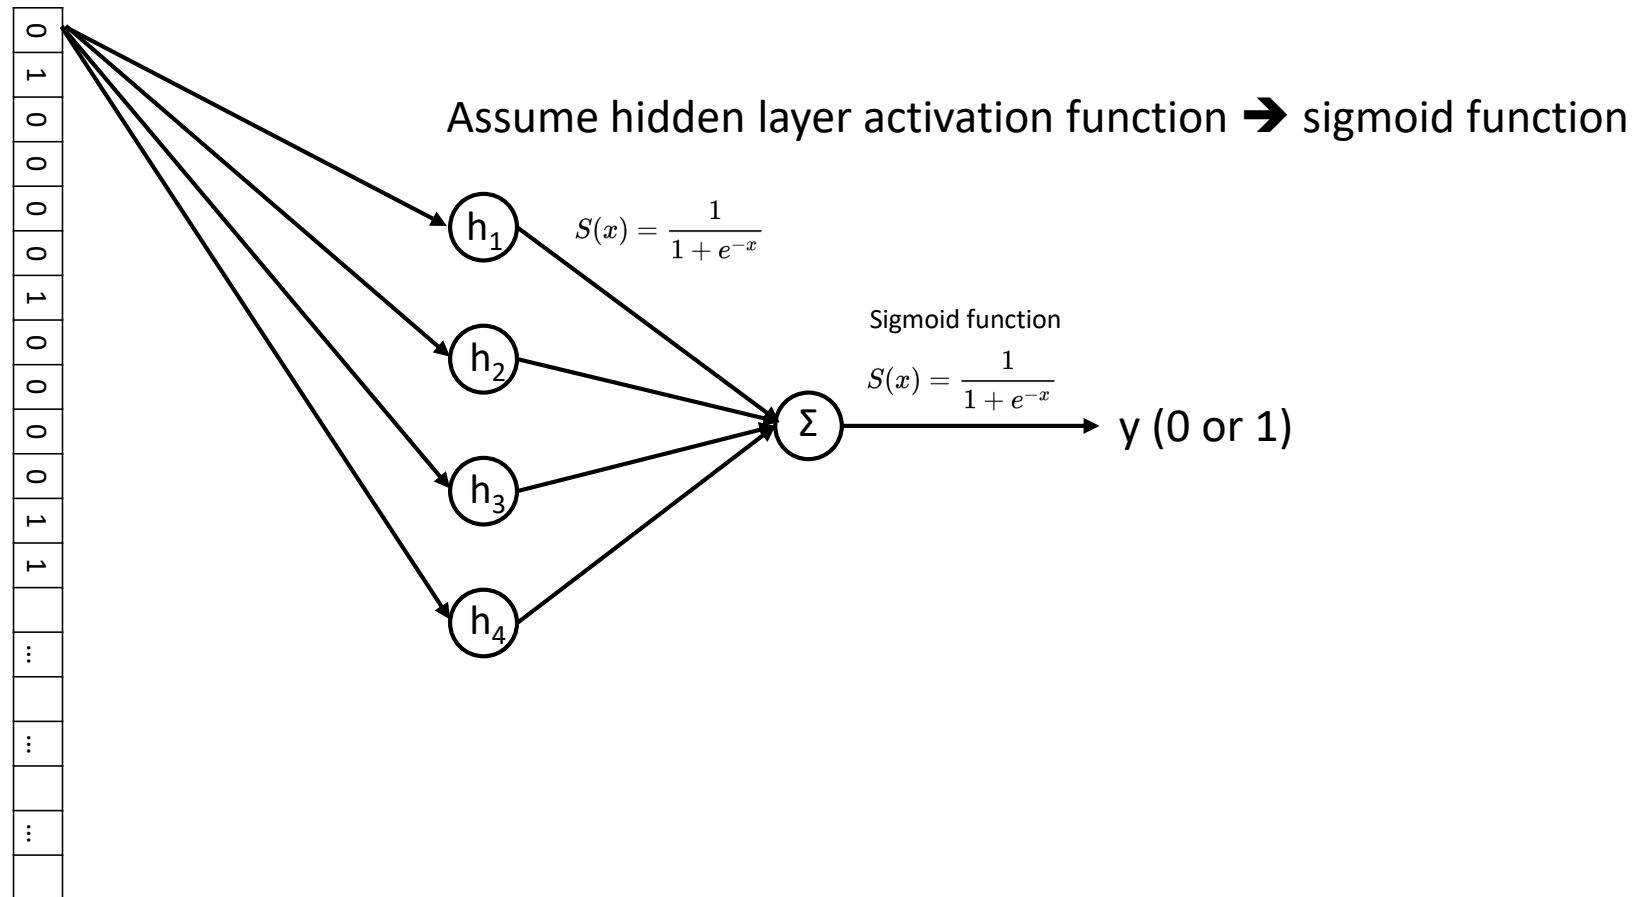 0
1
0
0
0
0
1
0
0
0
0
1
1
...
...
...
Assume hidden layer activation function ➔ sigmoid function
h₁
S(x) = 1 / (1 + e^{-x})
h₂
h₃
h₄
Σ
Sigmoid function
S(x) = 1 / (1 + e^{-x})
y (0 or 1)